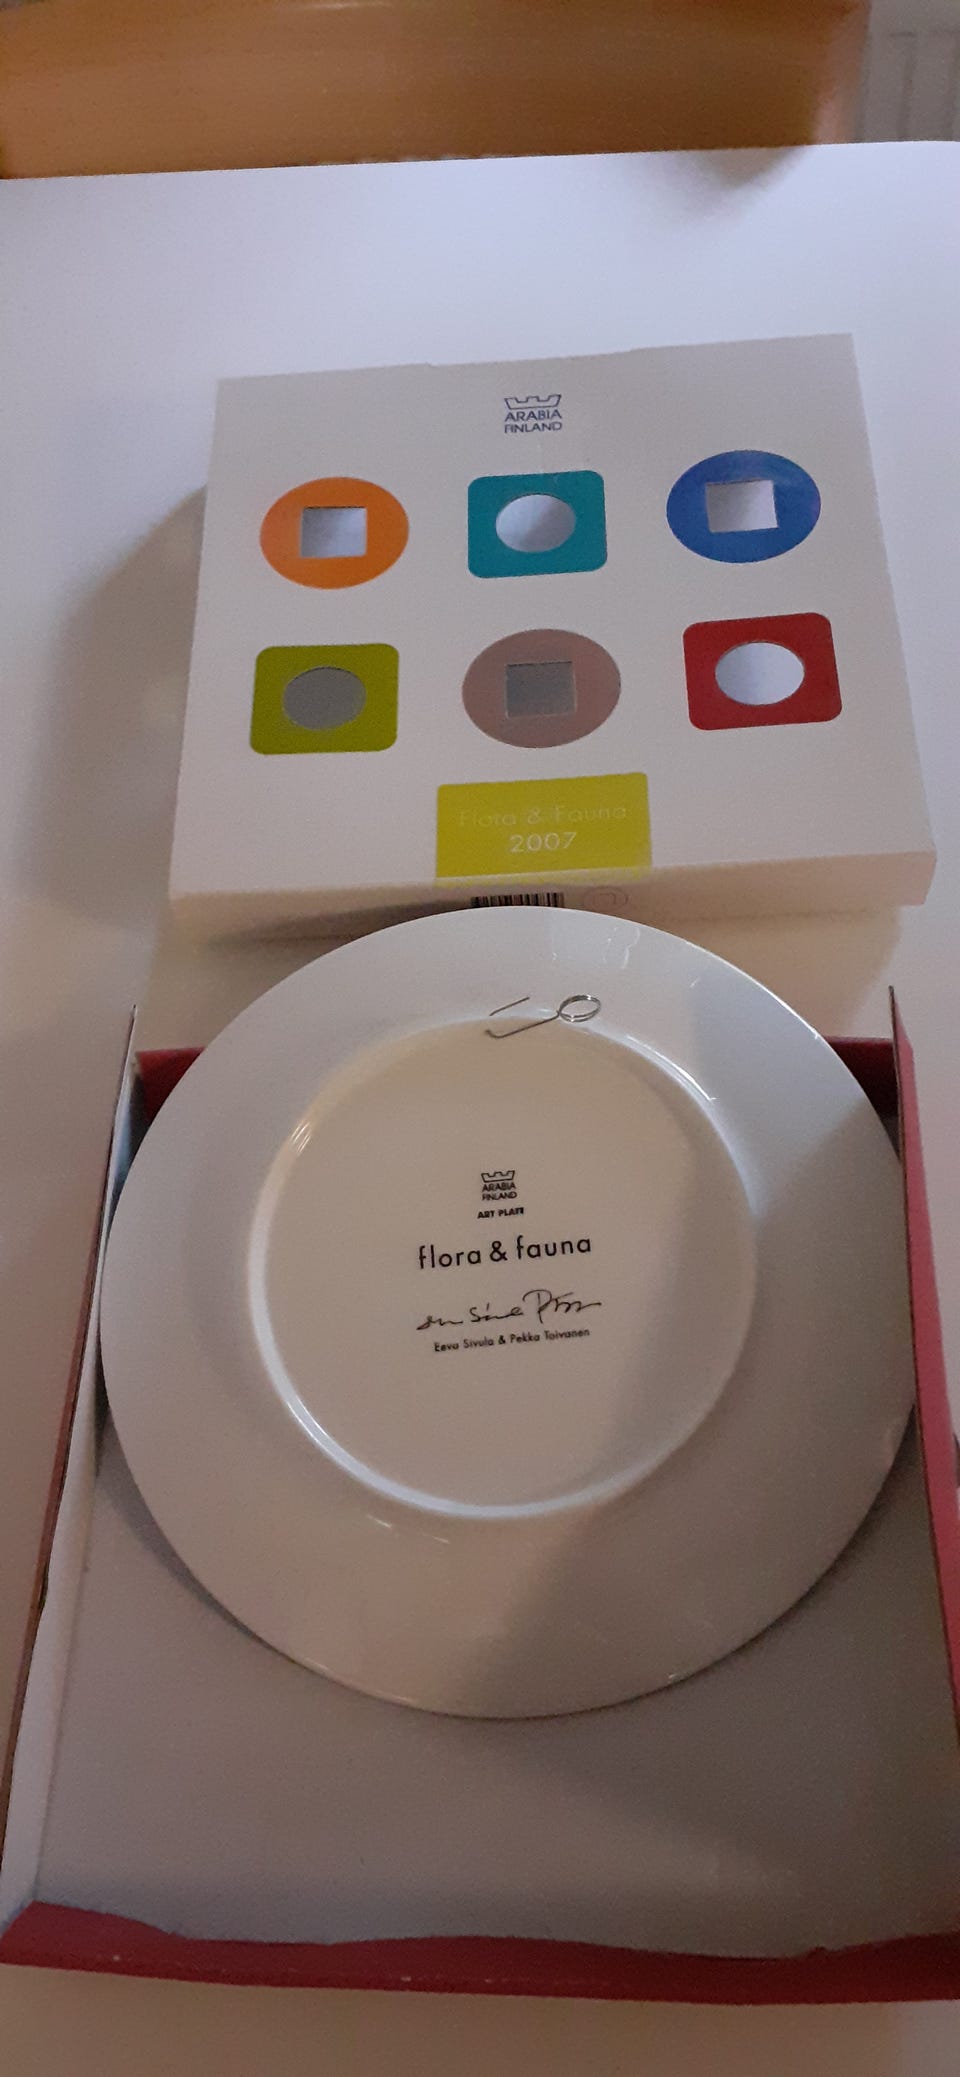 ARABIA
FINLAND
Flora & Fauna
2007
ARABIA
FINLAND
ART PLATE
flora & fauna
Eeva Sivula & Pekka Toivanen